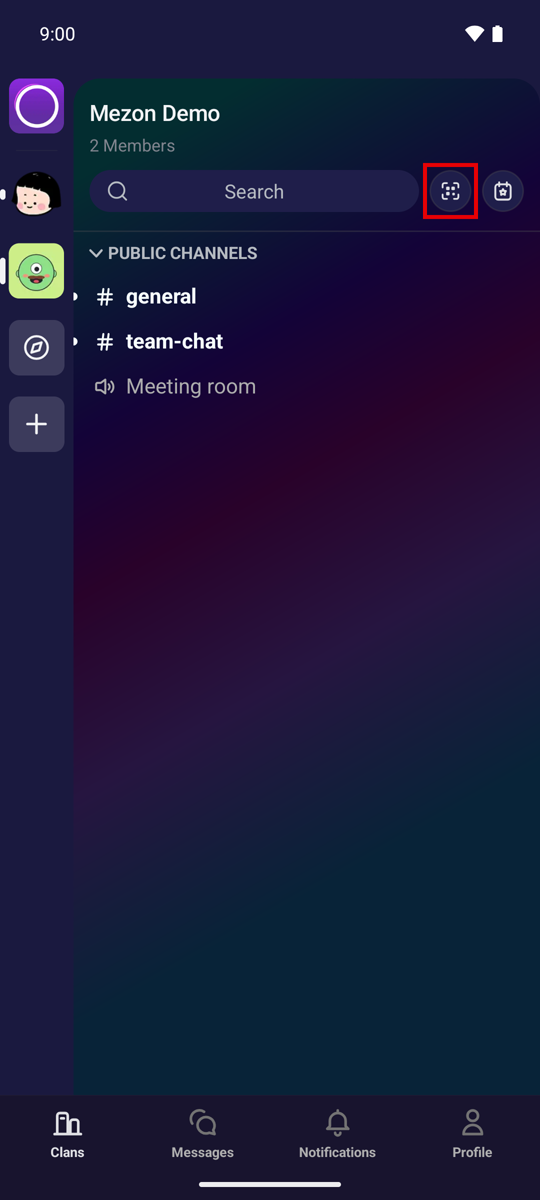 9:00
Mezon Demo
2 Members
Search
PUBLIC CHANNELS
# general
# team-chat
Meeting room
Clans
Messages
Notifications
Profile